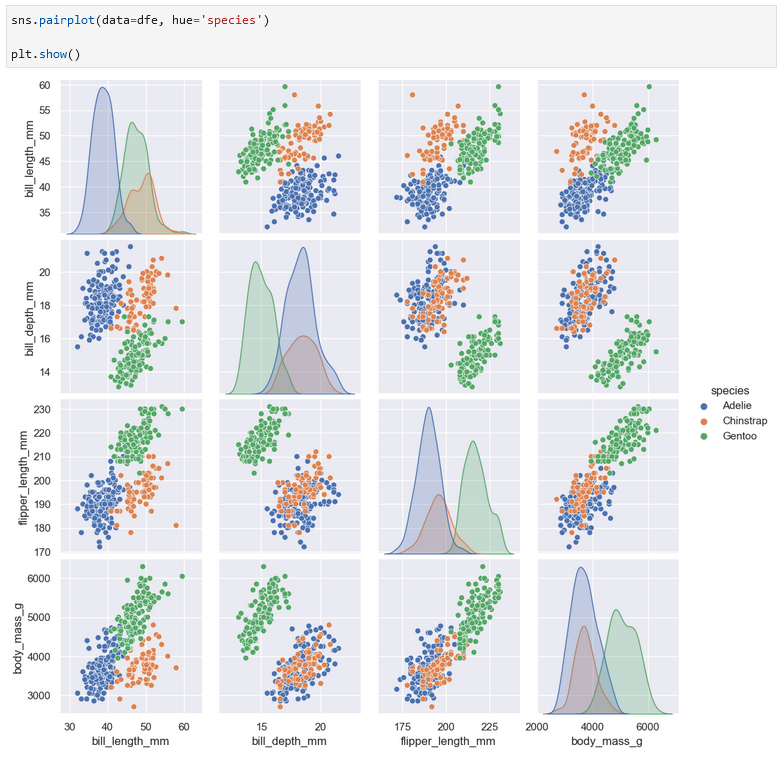 sns.pairplot(data=dfe, hue='species')
plt.show()
60
55
50
45
40
35
bill_length_mm
20
18
16
14
bill_depth_mm
230
220
210
200
190
180
170
flipper_length_mm
6000
5000
4000
3000
body_mass_g
30 40 50 60
bill_length_mm
15 20
bill_depth_mm
175 200 225
flipper_length_mm
2000 4000 6000
body_mass_g
species
Adelie
Chinstrap
Gentoo